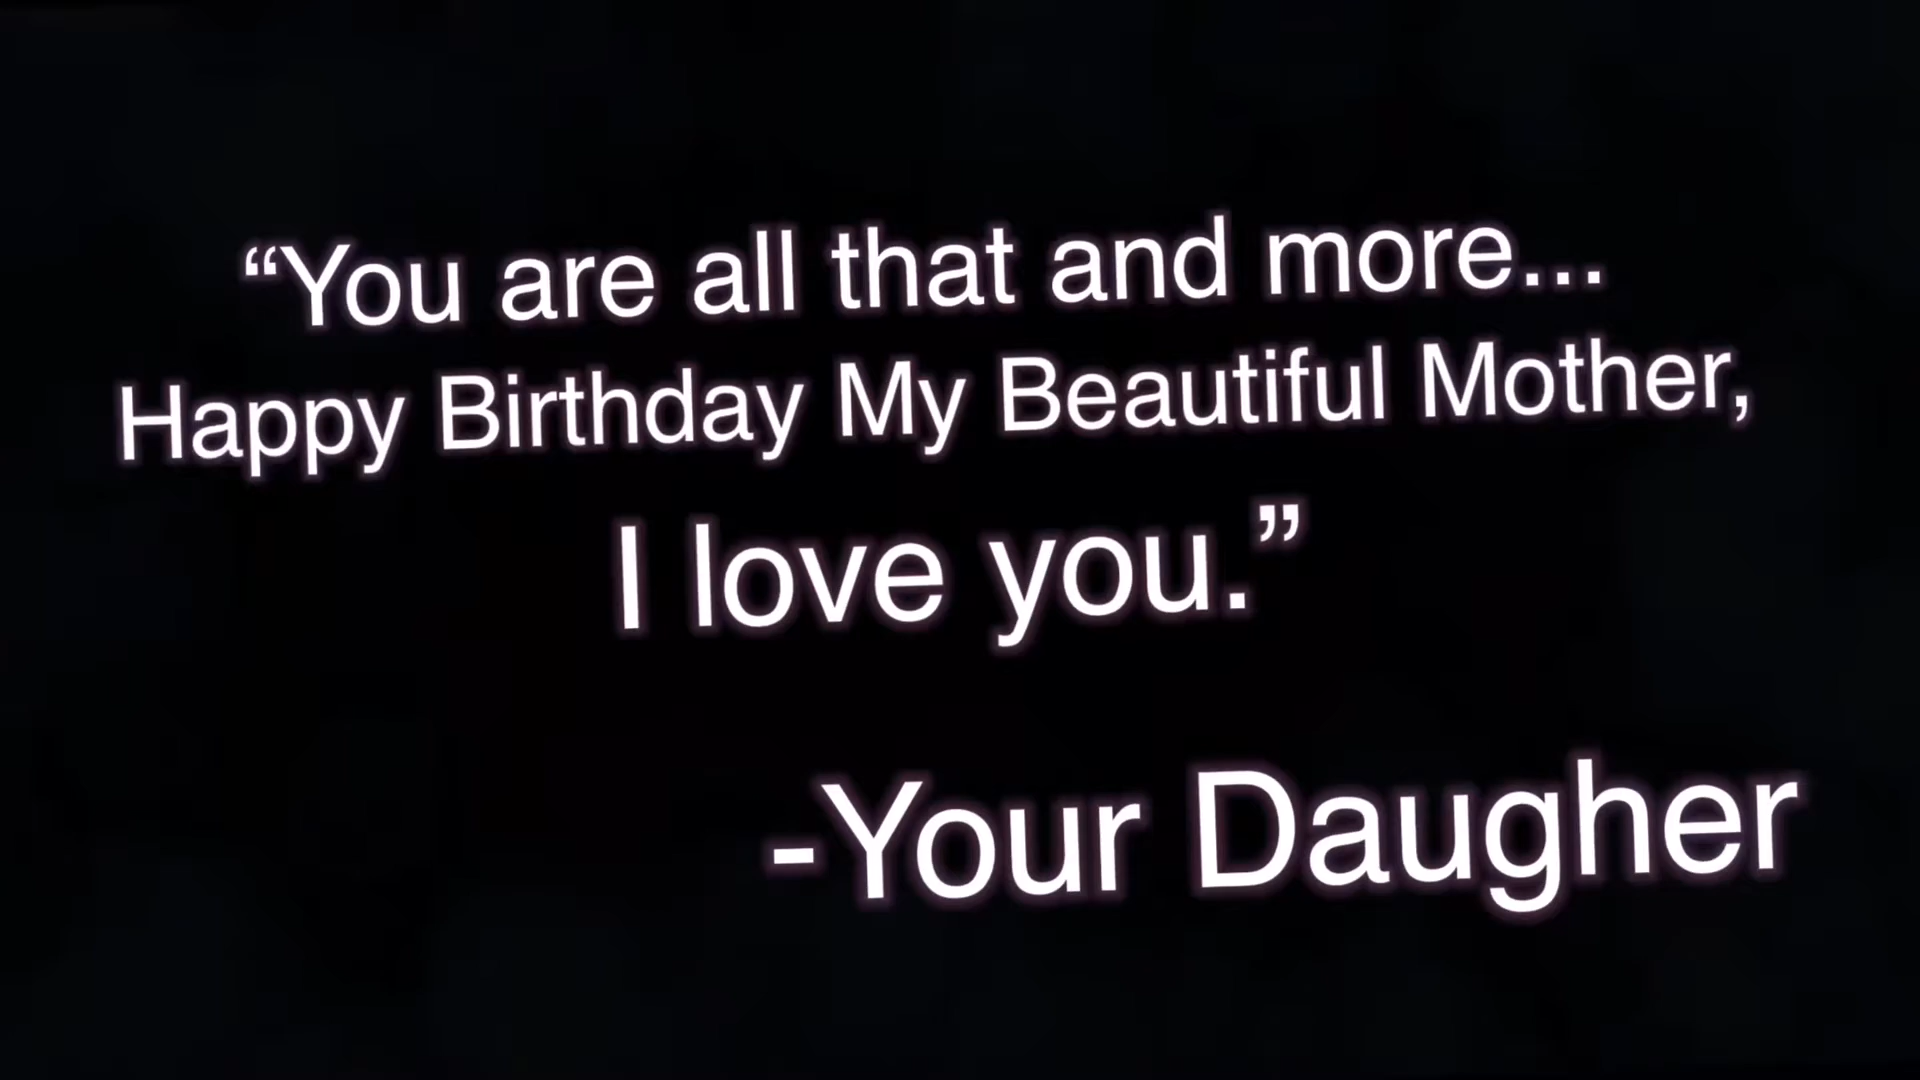 “You are all that and more...
Happy Birthday My Beautiful Mother,
I love you.”
-Your Daugher